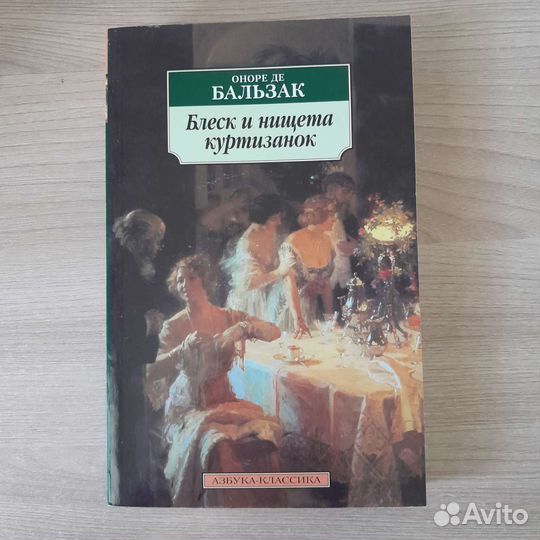 ОНОРЕ ДЕ
БАЛЬЗАК
Блеск и нищета
куртизанок
АЗБУКА-КЛАССИКА
Avito